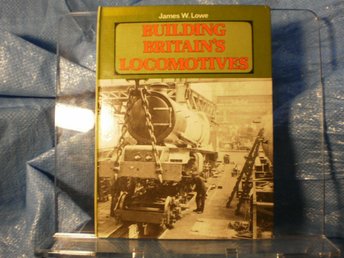 James W. Lowe
BUILDING
BRITAIN'S
LOCOMOTIVES